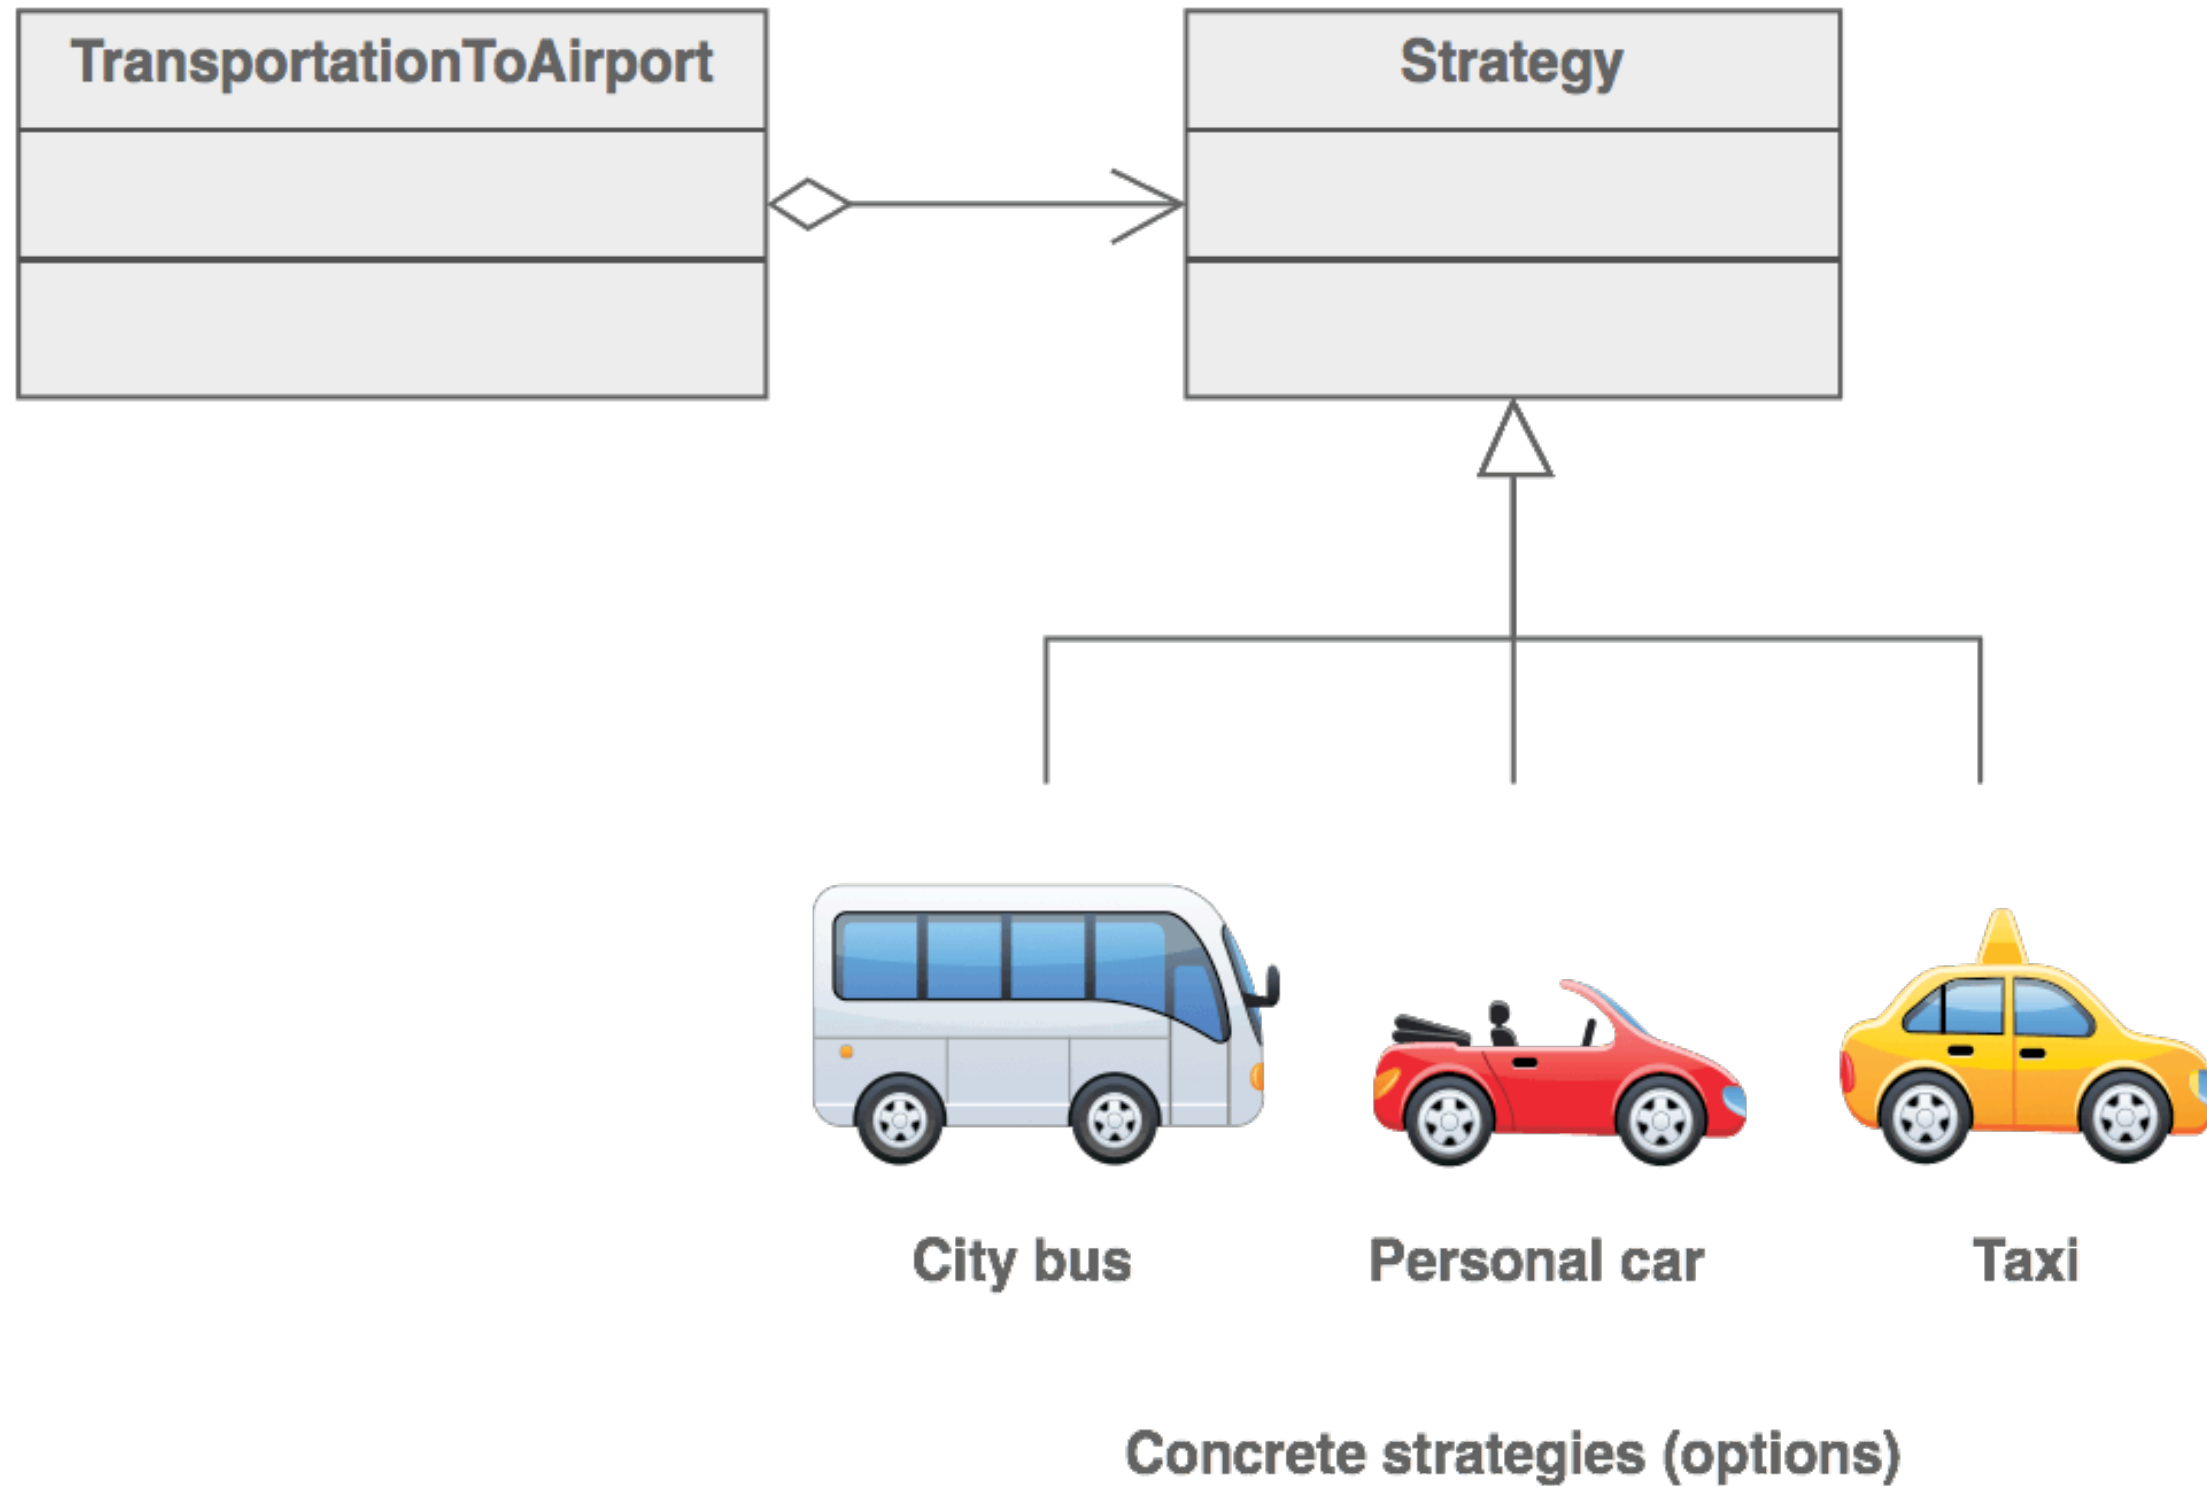 TransportationToAirport
Strategy
City bus
Personal car
Taxi
Concrete strategies (options)